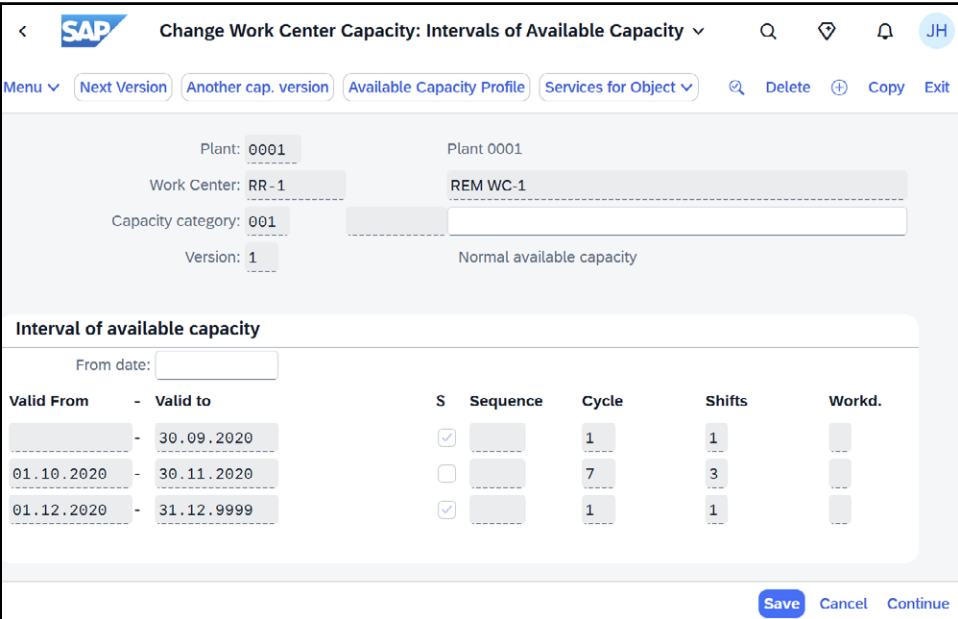 SAP Change Work Center Capacity: Intervals of Available Capacity JH
Menu Next Version Another cap. version Available Capacity Profile Services for Object Delete Copy Exit
Plant: 0001 Plant 0001
Work Center: RR-1 REM WC-1
Capacity category: 001
Version: 1 Normal available capacity
Interval of available capacity
From date:
Valid From - Valid to S Sequence Cycle Shifts Workd.
- 30.09.2020 1 1
01.10.2020 - 30.11.2020 7 3
01.12.2020 - 31.12.9999 1 1
Save Cancel Continue